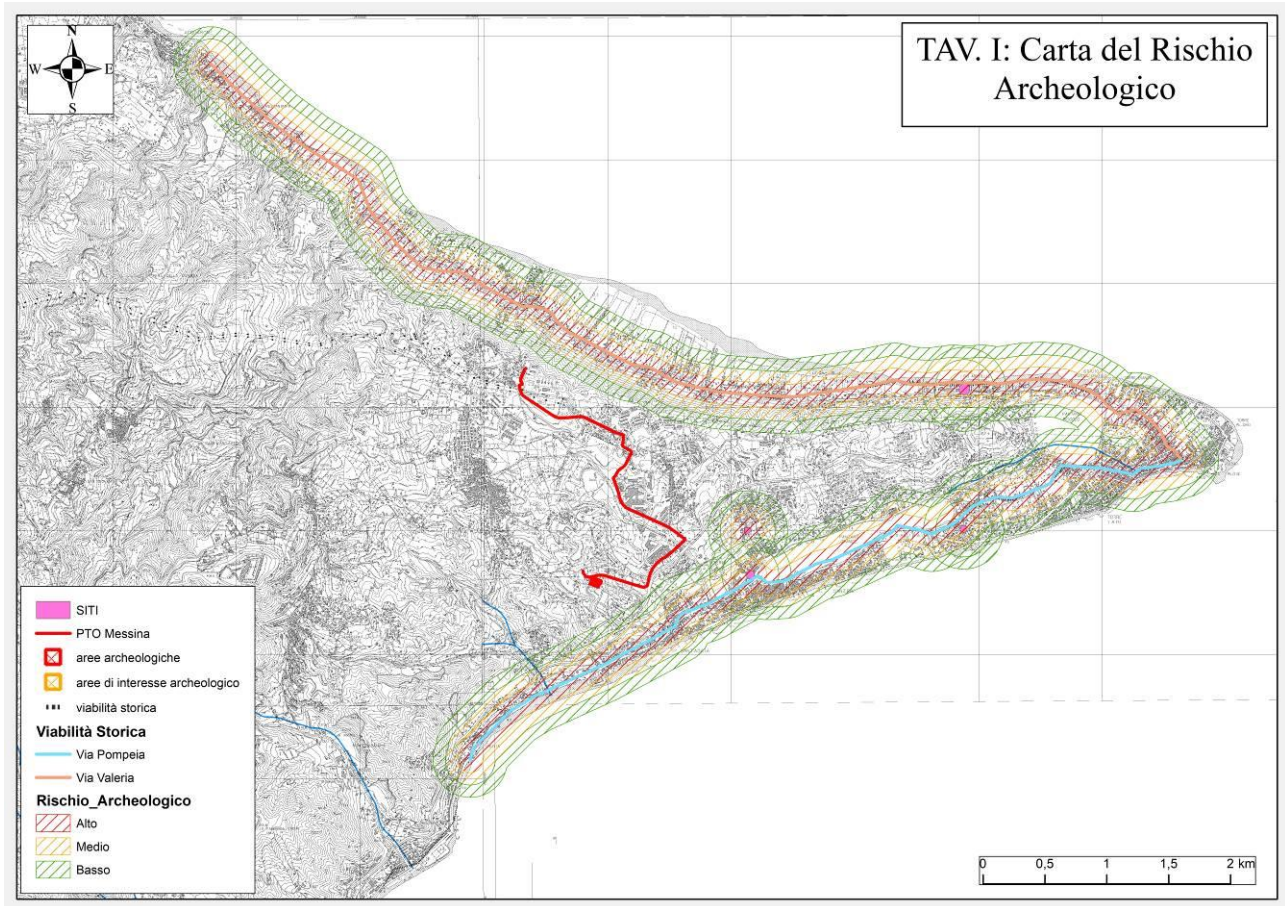 N
W
E
S
TAV. I: Carta del Rischio
Archeologico
SITI
PTO Messina
aree archeologiche
aree di interesse archeologico
viabilità storica
Viabilità Storica
Via Pompeia
Via Valeria
Rischio_Archeologico
Alto
Medio
Basso
0 0,5 1 1,5 2 km